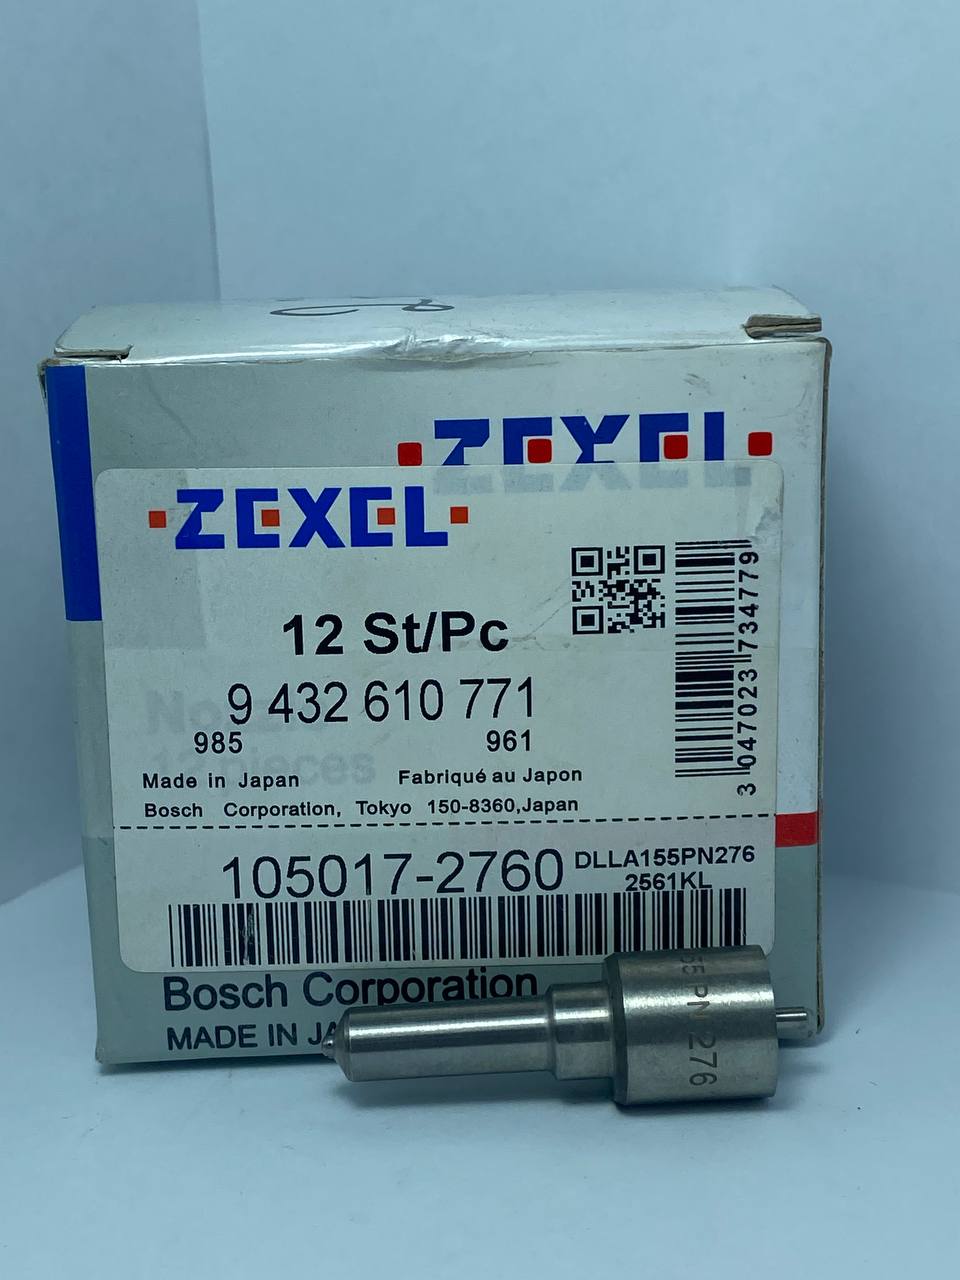 ZEXEL
ZEXEL
12 St/Pc
9 432 610 771
985 961
Made in Japan Fabriqué au Japon
Bosch Corporation, Tokyo 150-8360,Japan
3 047023 734779
105017-2760 DLLA155PN276
2561KL
Bosch Corporation
MADE IN JA
55PN 276